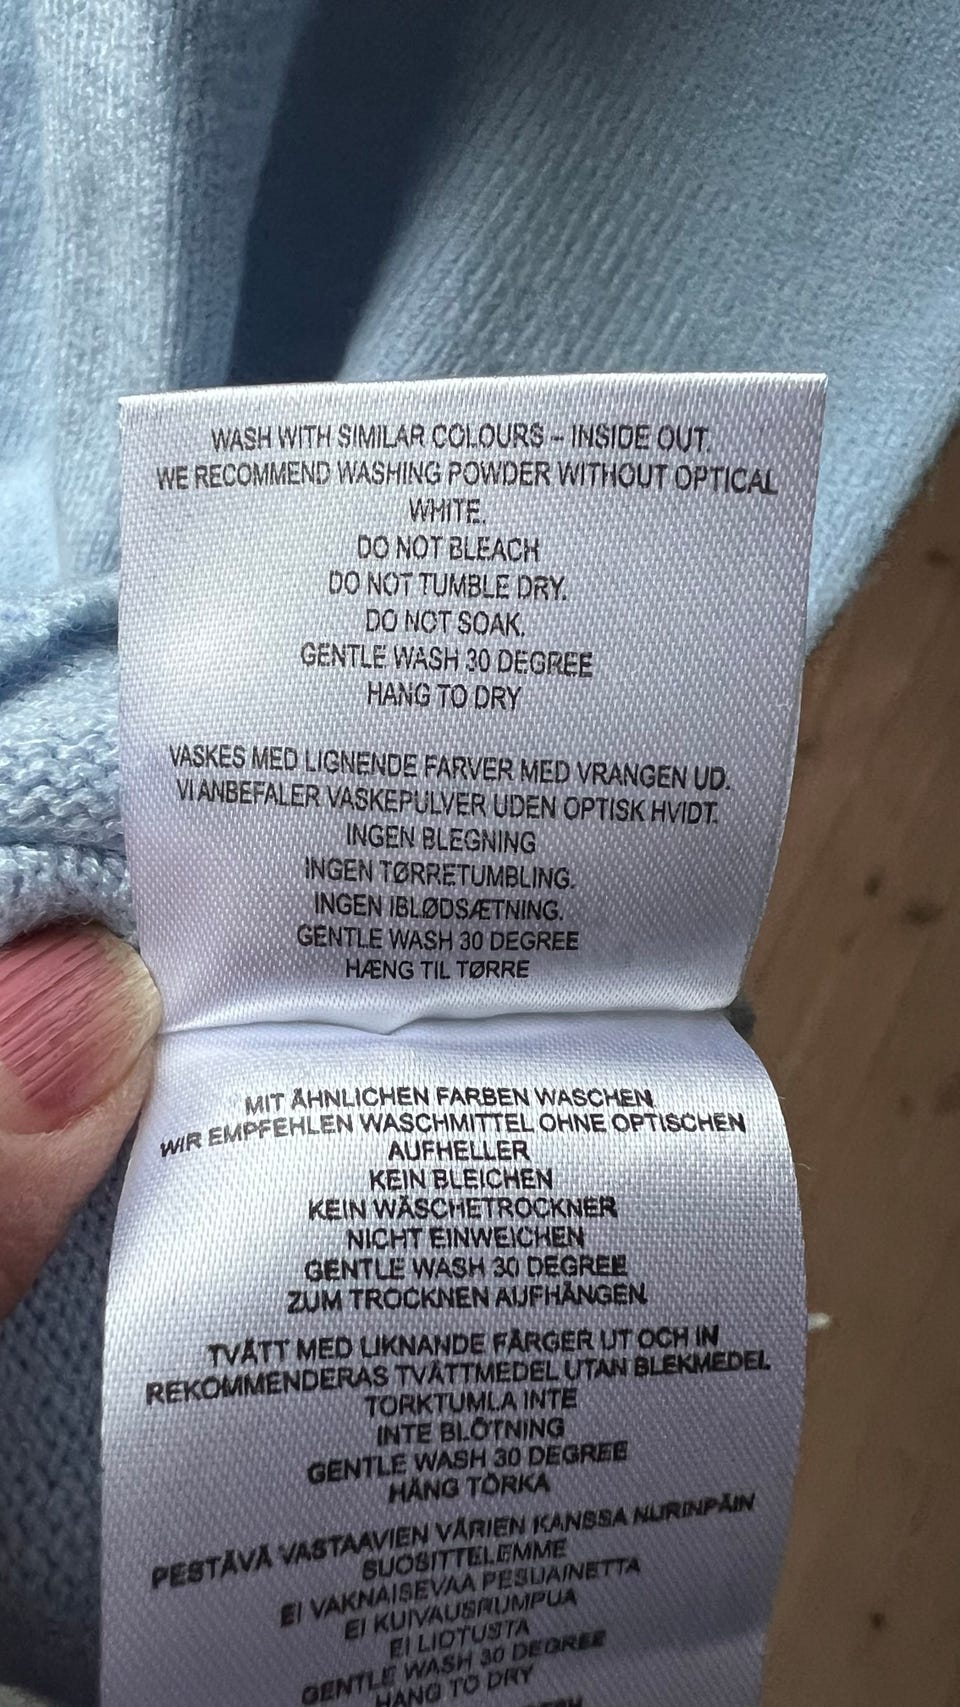 WASH WITH SIMILAR COLOURS - INSIDE OUT.
WE RECOMMEND WASHING POWDER WITHOUT OPTICAL
WHITE.
DO NOT BLEACH
DO NOT TUMBLE DRY.
DO NOT SOAK.
GENTLE WASH 30 DEGREE
HANG TO DRY
VASKES MED LIGNENDE FARVER MED VRANGEN UD.
VI ANBEFALER VASKEPULVER UDEN OPTISK HVIDT.
INGEN BLEGNING
INGEN TØRRETUMBLING.
INGEN IBLØDSÆTNING.
GENTLE WASH 30 DEGREE
HÆNG TIL TØRRE
MIT ÄHNLICHEN FARBEN WASCHEN
WIR EMPFEHLEN WASCHMITTEL OHNE OPTISCHEN
AUFHELLER
KEIN BLEICHEN
KEIN WÄSCHETROCKNER
NICHT EINWEICHEN
GENTLE WASH 30 DEGREE
ZUM TROCKNEN AUFHÄNGEN
TVÄTT MED LIKNANDE FÄRGER UT OCH IN
REKOMMENDERAS TVÄTTMEDEL UTAN BLEKMEDEL
TORKTUMLA INTE
INTE BLÖTNING
GENTLE WASH 30 DEGREE
HÄNG TORKA
PESTÄVÄ VASTAAVIEN VÄRIEN KANSSA NURINPÄIN
SUOSITTELEMME
EI VAKNAISEVAA PESUAINETTA
EI KUIVAUSRUMPUA
EI LIOTUSTA
GENTLE WASH 30 DEGREE
HANG TO DRY